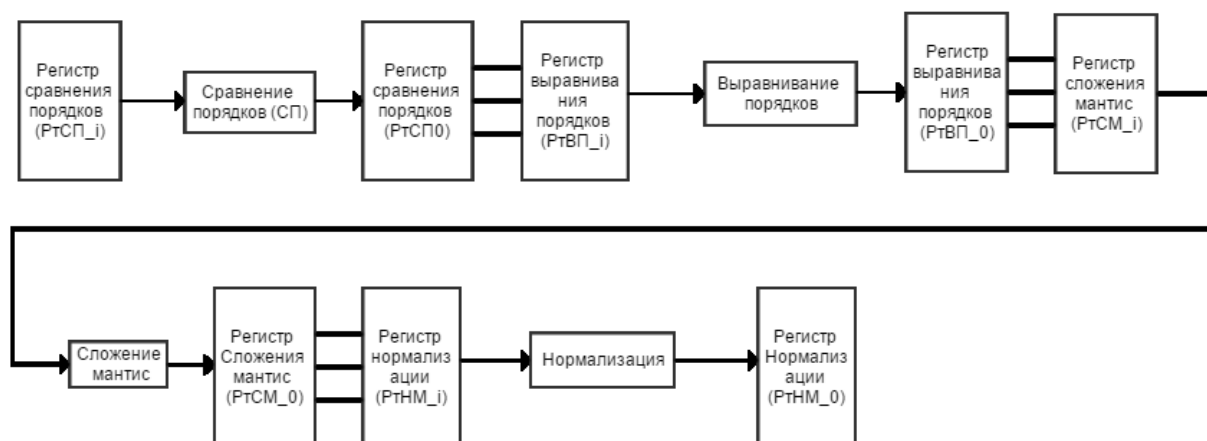 Регистр
сравнения
порядков
(РтСП_i)
Сравнение
порядков (СП)
Регистр
сравнения
порядков
(РтСП0)
Регистр
выравнива
ния
порядков
(РтВП_i)
Выравнивание
порядков
Регистр
выравнива
ния
порядков
(РтВП_0)
Регистр
сложения
мантис
(РтСМ_i)
Сложение
мантис
Регистр
Сложения
мантис
(РтСМ_0)
Регистр
нормализ
ации
(РтНМ_i)
Нормализация
Регистр
Нормализ
ации
(РтНМ_0)